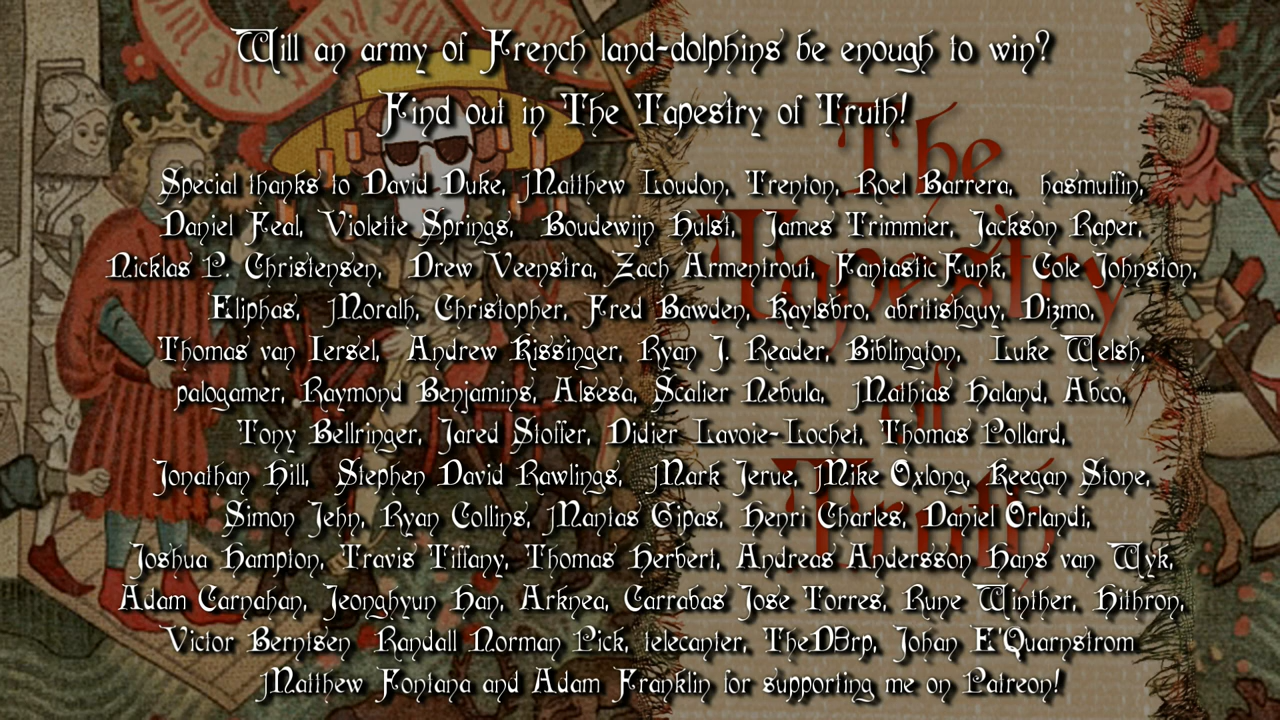 Will an army of French land-dolphins be enough to win?
Find out in The Tapestry of Truth!
Special thanks to David Duke, Matthew Loudon, Trenton, Roel Barrera, hasmuffin,
Daniel Feal, Violette Springs, Boudewijn Hulst, James Trimmier, Jackson Raper,
Nicklas P. Christensen, Drew Veenstra, Zach Armentrout, FantasticFunk, Cole Johnston,
Eliphas, Moralh, Christopher, Fred Bawden, Kaylsbro, abritishguy, Dizmo,
Thomas van Iersel, Andrew Kissinger, Ryan J. Reader, Biblington, Luke Welsh,
palogamer, Raymond Benjamins, Alsesa, Scalier Nebula, Mathias Haland, Abco,
Tony Bellringer, Jared Stoffer, Didier Lavoie-Lochet, Thomas Pollard,
Jonathan Hill, Stephen David Rawlings, Mark Jerue, Mike Oxlong, Keegan Stone,
Simon Jehn, Ryan Collins, Mantas Gipas, Henri Charles, Daniel Orlandi,
Joshua Hampton, Travis Tiffany, Thomas Herbert, Andreas Andersson Hans van Wyk,
Adam Carnahan, Jeonghyun Han, Arknea, Carrabas Jose Torres, Rune Winther, Hithron,
Victor Berntsen Randall Norman Pick, telecanter, TheDBrp, Johan E'Quarnstrom
Matthew Fontana and Adam Franklin for supporting me on Patreon!
The
Tapestry
of
Truth